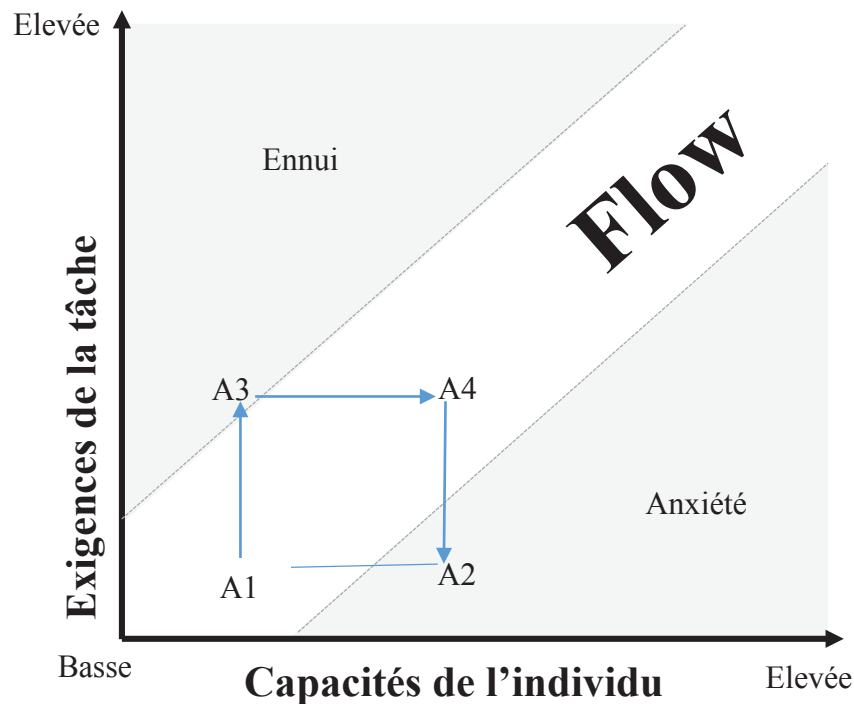 Elevée
Ennui
Flow
Exigences de la tâche
A3
A4
Anxiété
A1
A2
Basse
Capacités de l'individu
Elevée